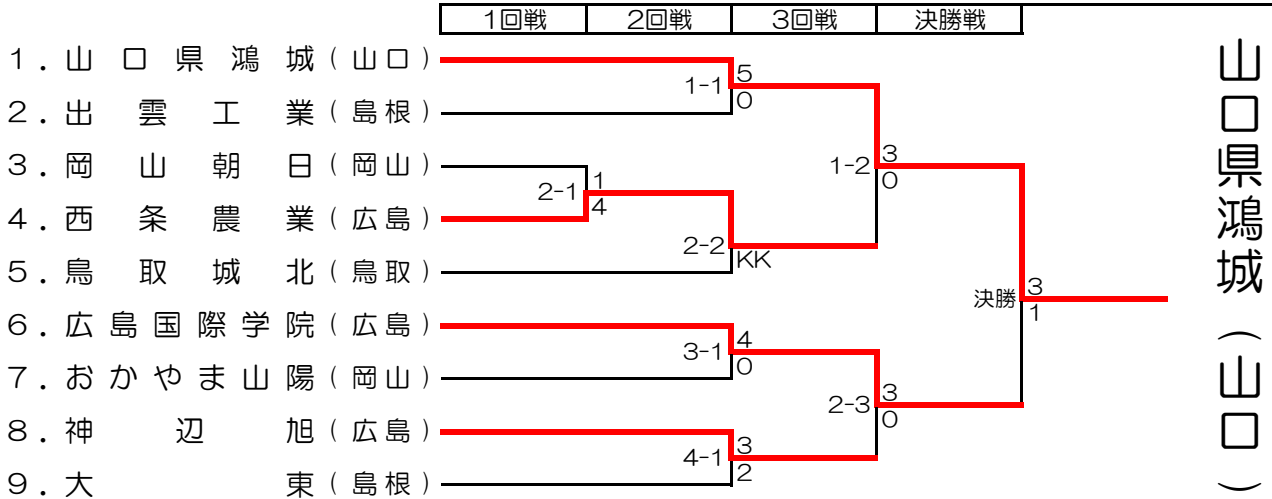 1回戦 2回戦 3回戦 決勝戦
1．山口県鴻城(山口)
2．出雲工業(島根)
3．岡山朝日(岡山)
4．西条農業(広島)
5．鳥取城北(鳥取)
6．広島国際学院(広島)
7．おかやま山陽(岡山)
8．神辺旭(広島)
9．大東(島根)
1-1
5
0
2-1
1
4
2-2
KK
1-2
3
0
3-1
4
0
4-1
3
2
2-3
3
0
決勝
3
1
山口県鴻城(山口)